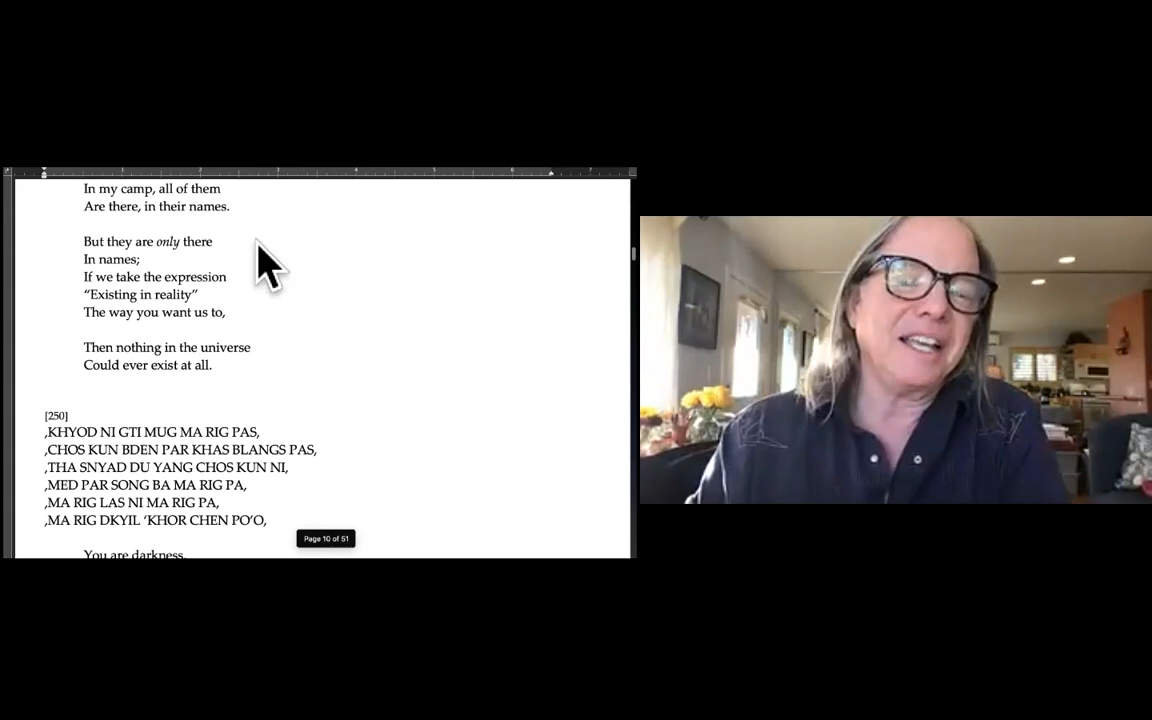 In my camp, all of them
Are there, in their names.
But they are only there
In names;
If we take the expression
“Existing in reality”
The way you want us to,
Then nothing in the universe
Could ever exist at all.
[250]
,KHYOD NI GTI MUG MA RIG PAS,
,CHOS KUN BDEN PAR KHAS BLANGS PAS,
,THA SNYAD DU YANG CHOS KUN NI,
,MED PAR SONG BA MA RIG PA,
,MA RIG LAS NI MA RIG PA,
,MA RIG DKYIL ‘KHOR CHEN PO’O,
You are darkness,
Page 10 of 51